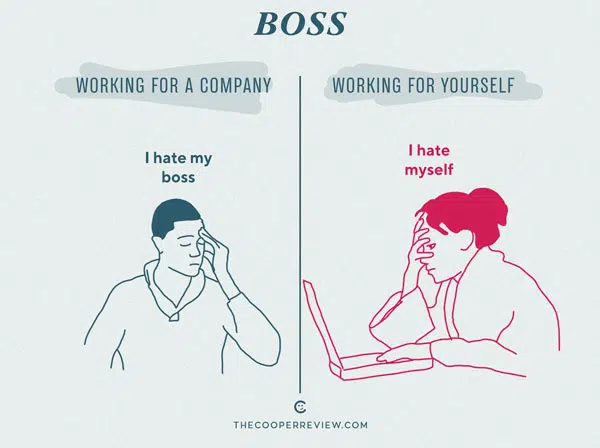 BOSS
WORKING FOR A COMPANY
WORKING FOR YOURSELF
I hate my
boss
I hate
myself
THECOOPERREVIEW.COM